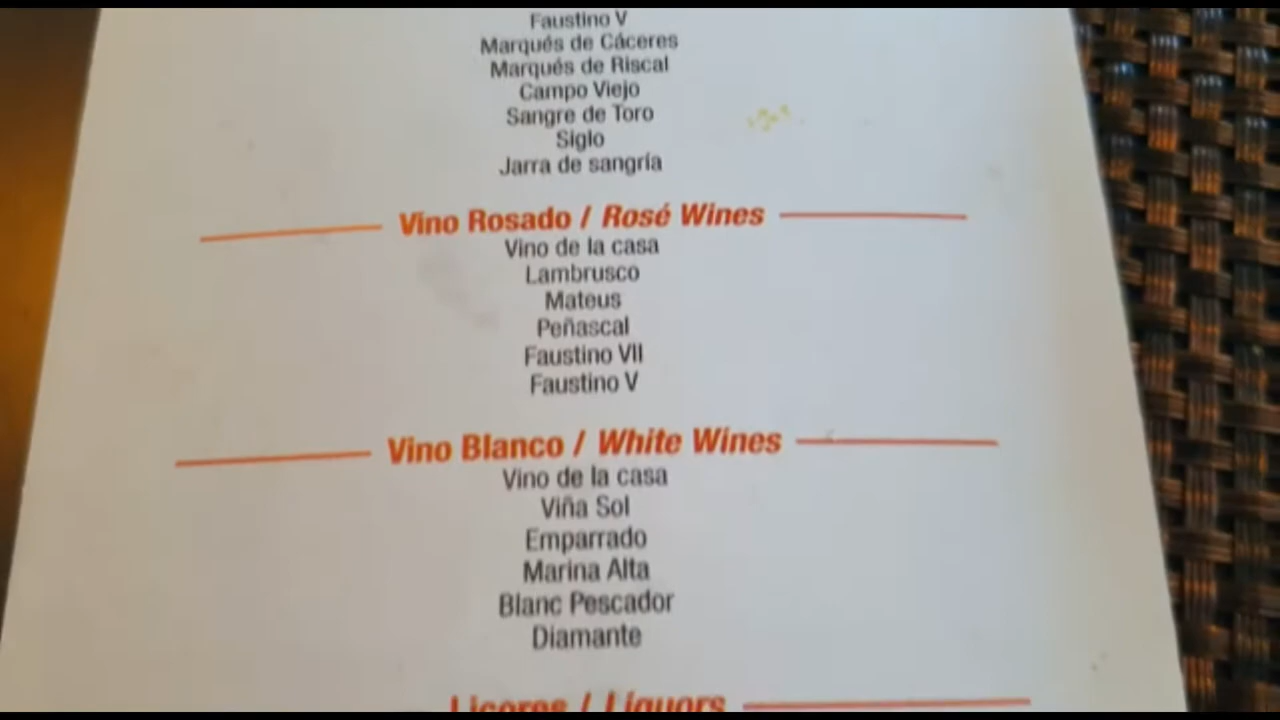 Faustino V
Marqués de Cáceres
Marqués de Riscal
Campo Viejo
Sangre de Toro
Siglo
Jarra de sangría
Vino Rosado / Rosé Wines
Vino de la casa
Lambrusco
Mateus
Peñascal
Faustino VII
Faustino V
Vino Blanco / White Wines
Vino de la casa
Viña Sol
Emparrado
Marina Alta
Blanc Pescador
Diamante
Licores / Liquors